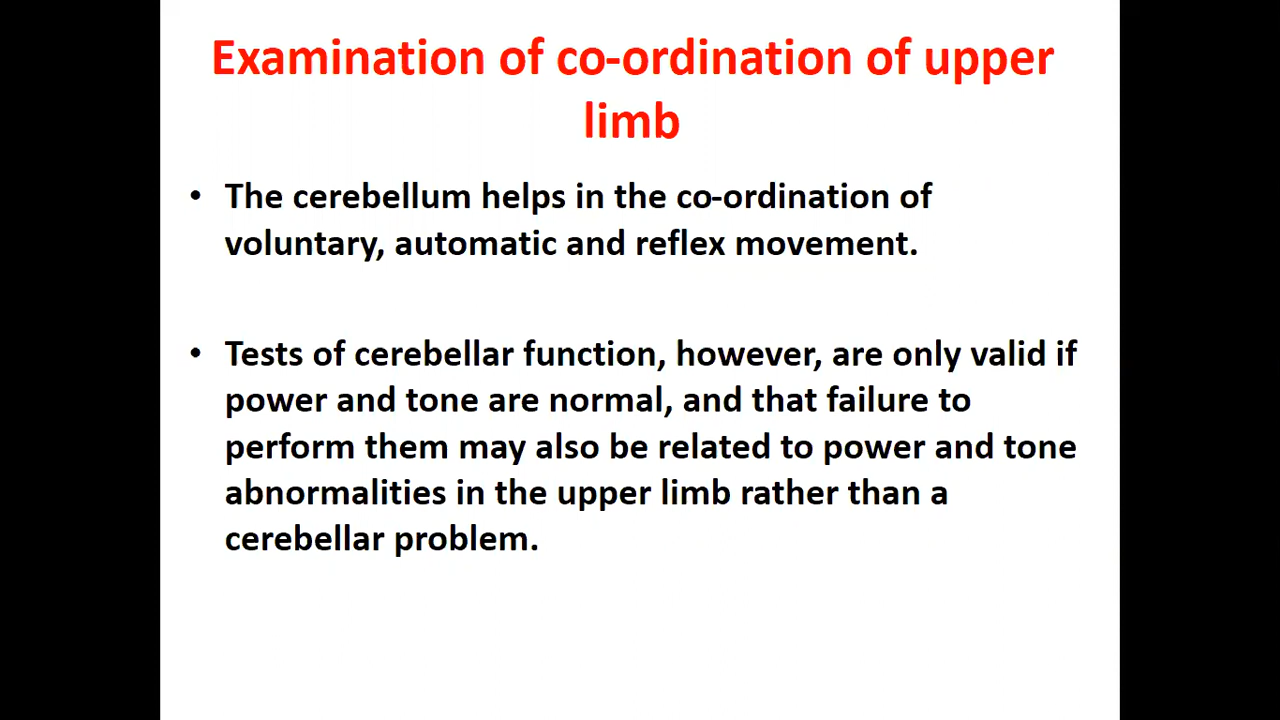 Examination of co-ordination of upper
limb
• The cerebellum helps in the co-ordination of
voluntary, automatic and reflex movement.
• Tests of cerebellar function, however, are only valid if
power and tone are normal, and that failure to
perform them may also be related to power and tone
abnormalities in the upper limb rather than a
cerebellar problem.